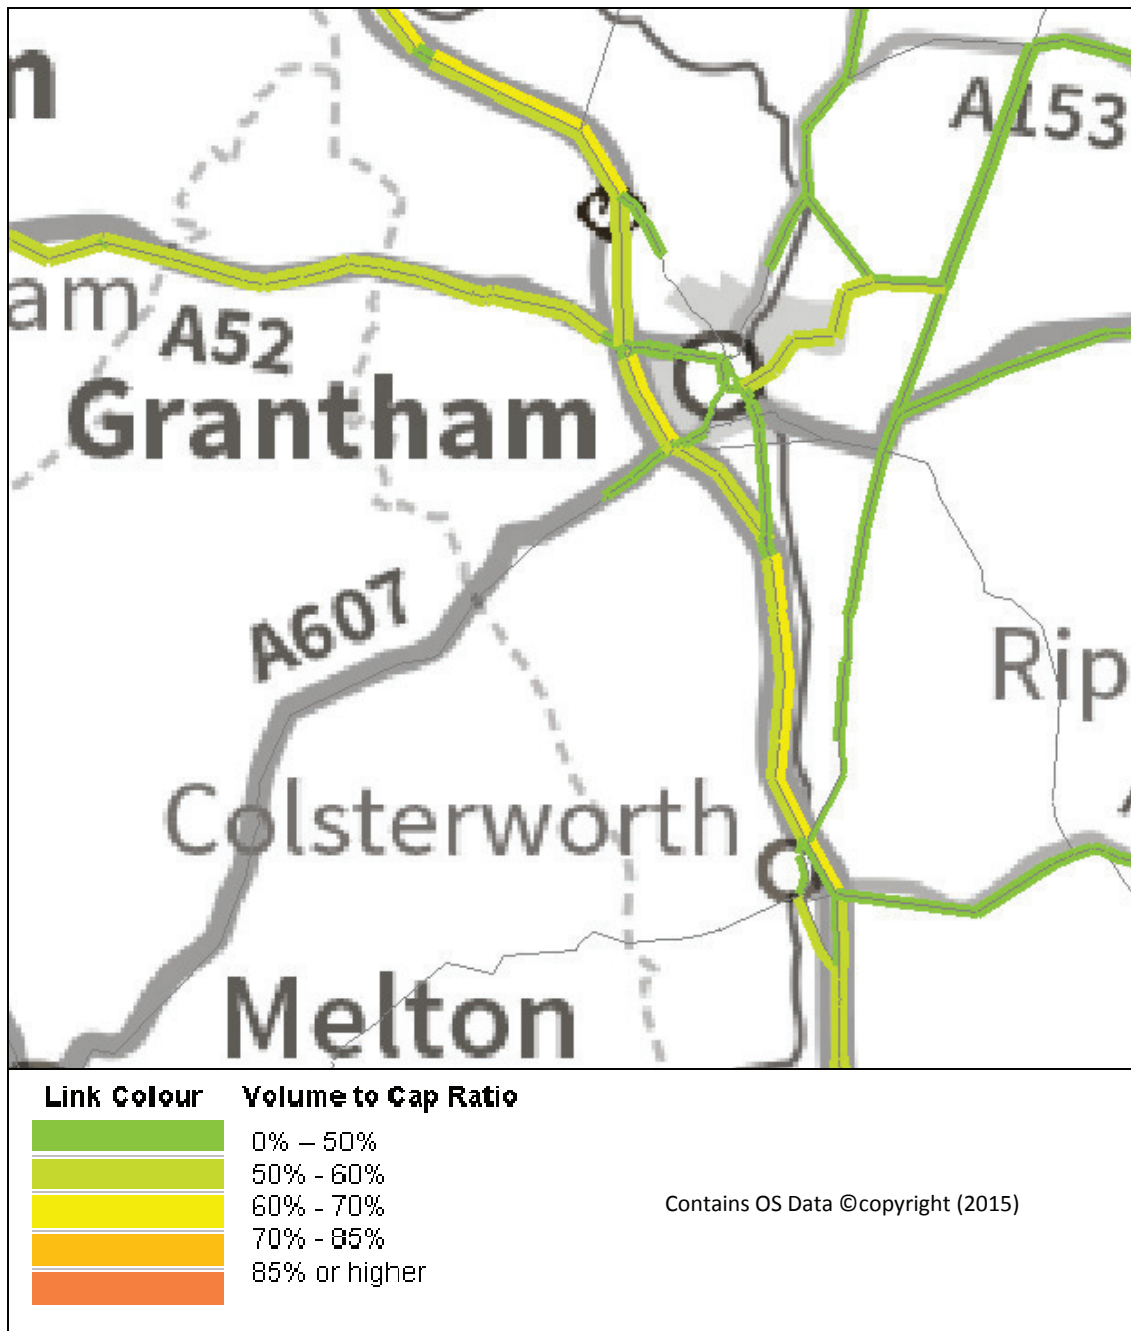 m
A153
am
A52
Grantham
A607
Rip
Colsterworth
Melton
Link Colour Volume to Cap Ratio
0% – 50%
50% - 60%
60% - 70%
70% - 85%
85% or higher
Contains OS Data ©copyright (2015)